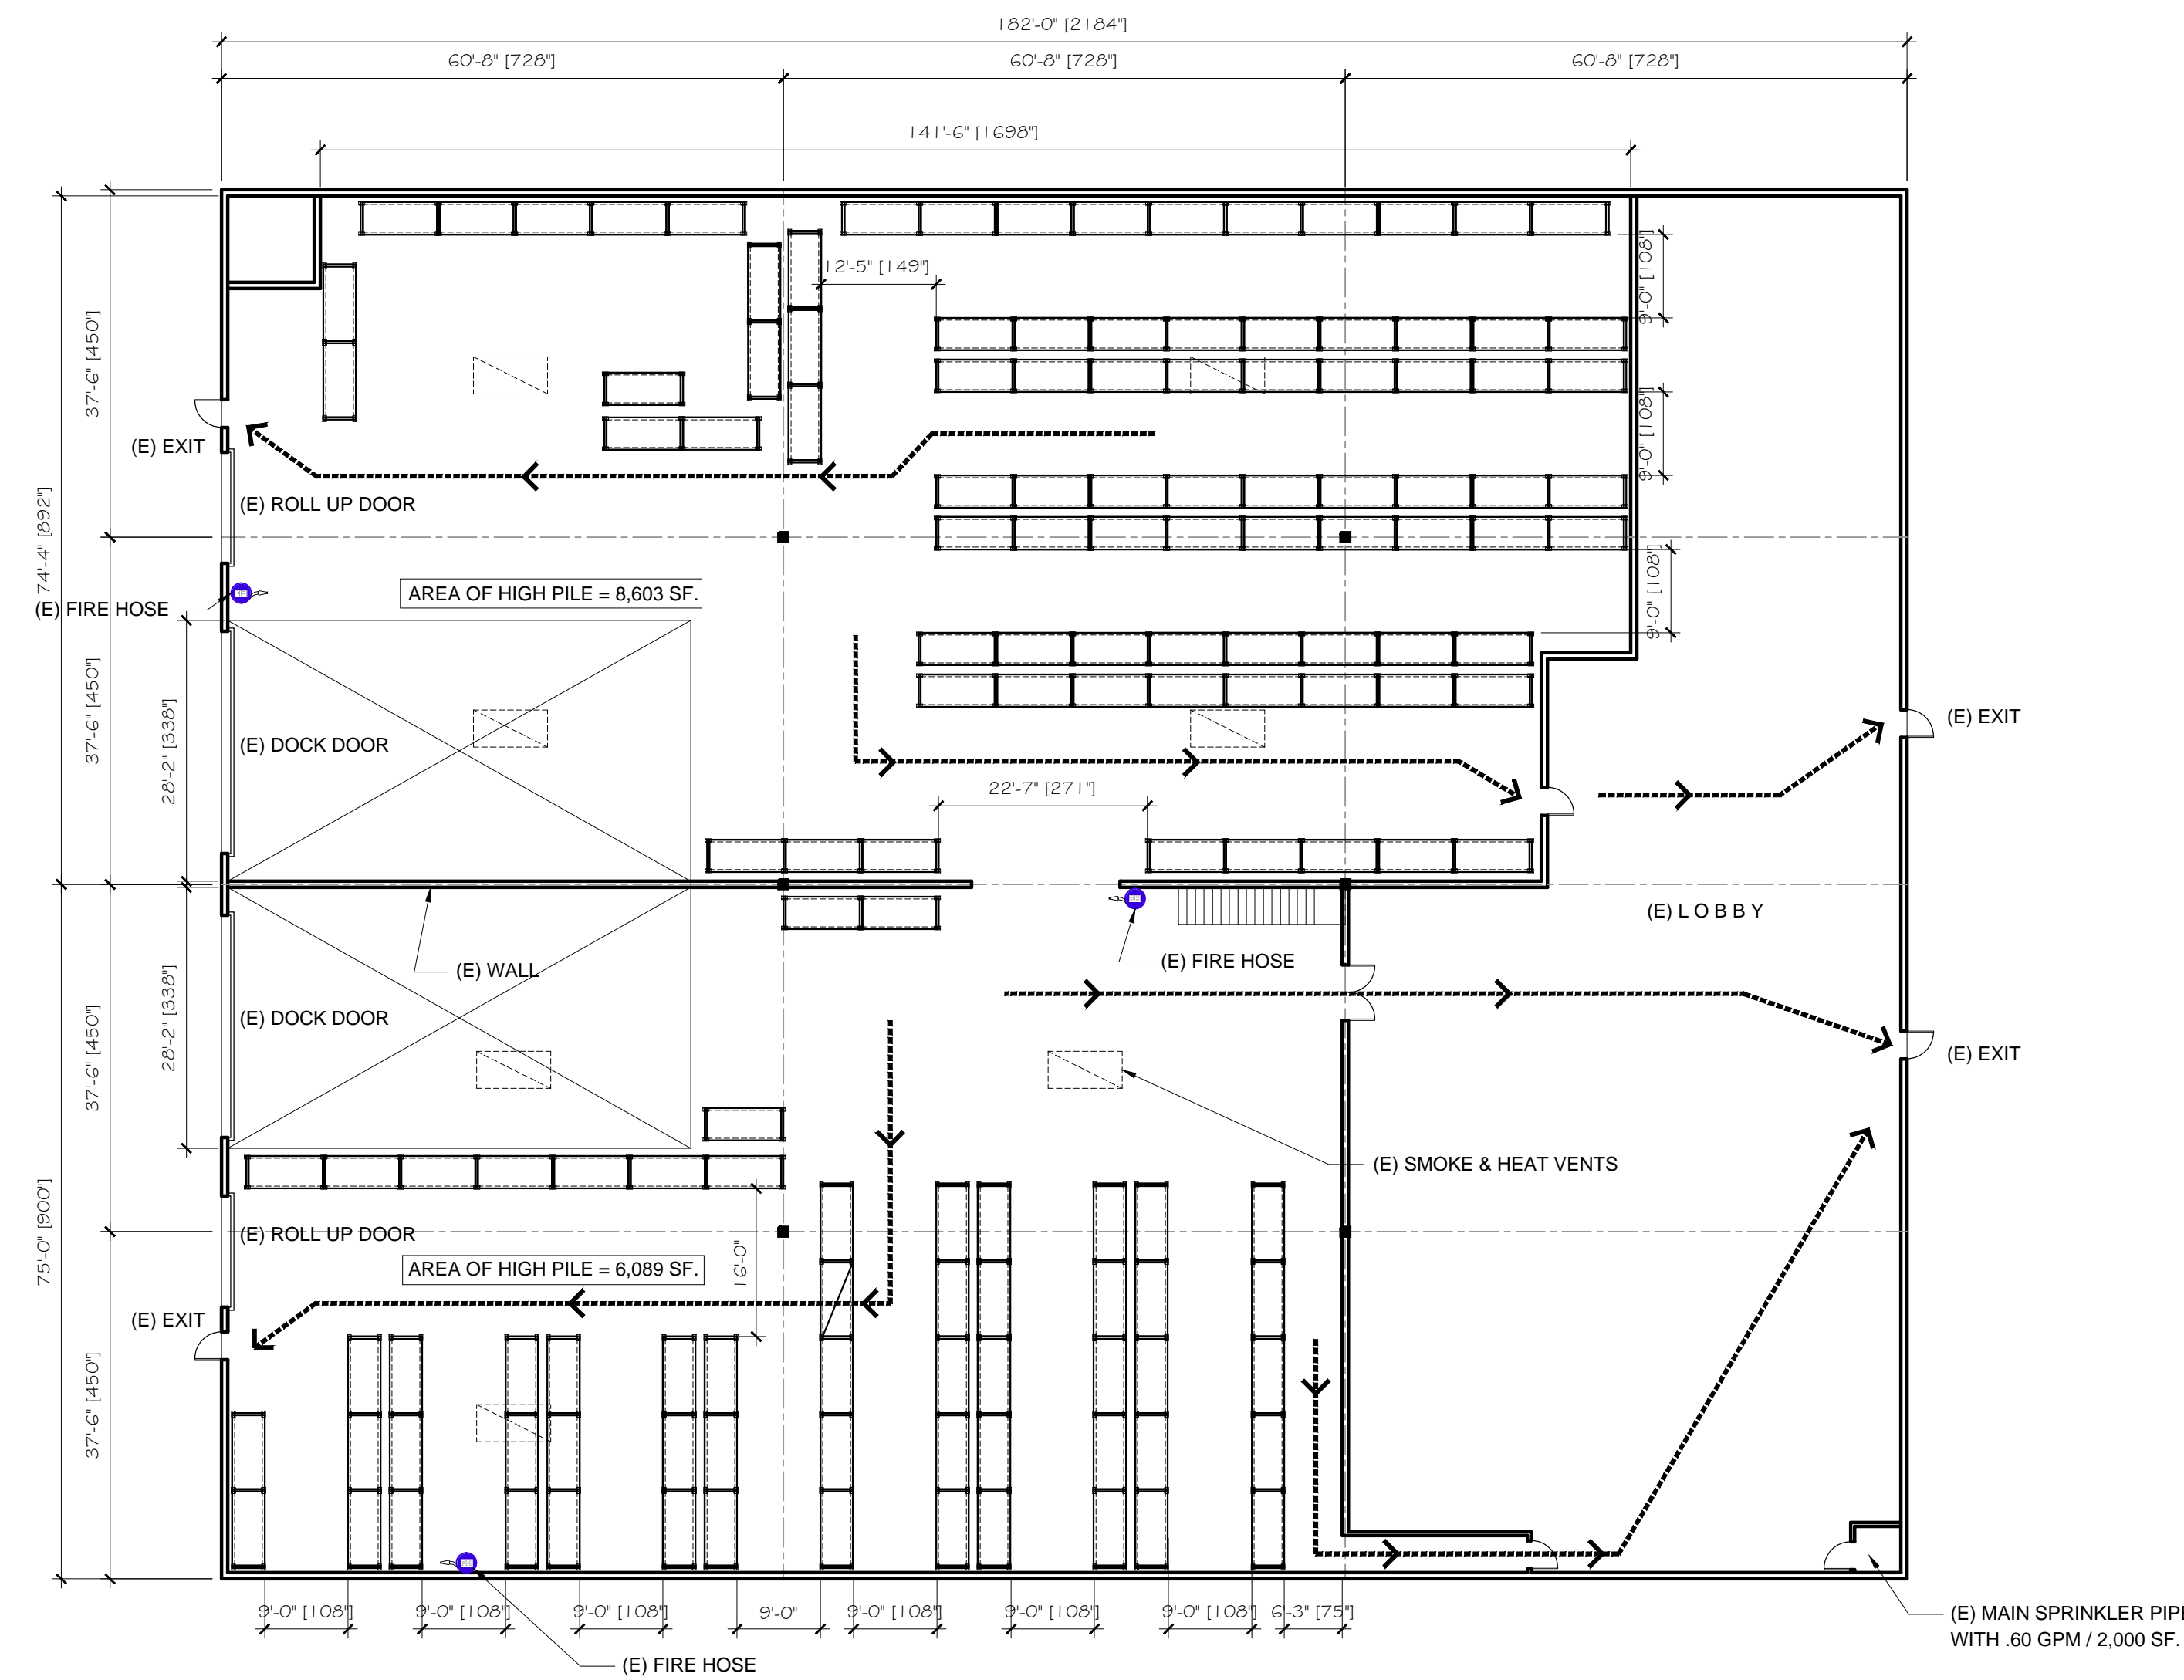 182'-0" [2184"]
60'-8" [728"]
60'-8" [728"]
60'-8" [728"]
141'-6" [1698"]
12'-5" [149"]
9'-0" [108"]
37'-6" [450"]
9'-0" [108"]
(E) EXIT
74'-4" [892"]
(E) ROLL UP DOOR
9'-0" [108"]
AREA OF HIGH PILE = 8,603 SF.
(E) FIRE HOSE
37'-6" [450"]
28'-2" [338"]
(E) DOCK DOOR
(E) EXIT
22'-7" [271"]
(E) L O B B Y
(E) WALL
(E) FIRE HOSE
37'-6" [450"]
28'-2" [338"]
(E) DOCK DOOR
(E) EXIT
(E) SMOKE & HEAT VENTS
75'-0" [900"]
(E) ROLL UP DOOR
AREA OF HIGH PILE = 6,089 SF.
16'-0"
(E) EXIT
37'-6" [450"]
9'-0" [108"]
9'-0" [108"]
9'-0" [108"]
9'-0"
9'-0" [108"]
9'-0" [108"]
9'-0" [108"]
6'-3" [75"]
(E) MAIN SPRINKLER
WITH .60 GPM / 2,000 SF.
(E) FIRE HOSE